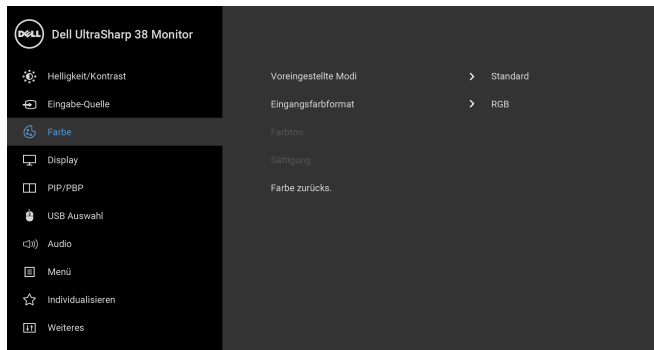 DELL Dell UltraSharp 38 Monitor
Helligkeit/Kontrast
Eingabe-Quelle
Farbe
Display
PIP/PBP
USB Auswahl
Audio
Menü
Individualisieren
Weiteres
Voreingestellte Modi Standard
Eingangsfarbformat RGB
Farbton
Sättigung
Farbe zurücks.